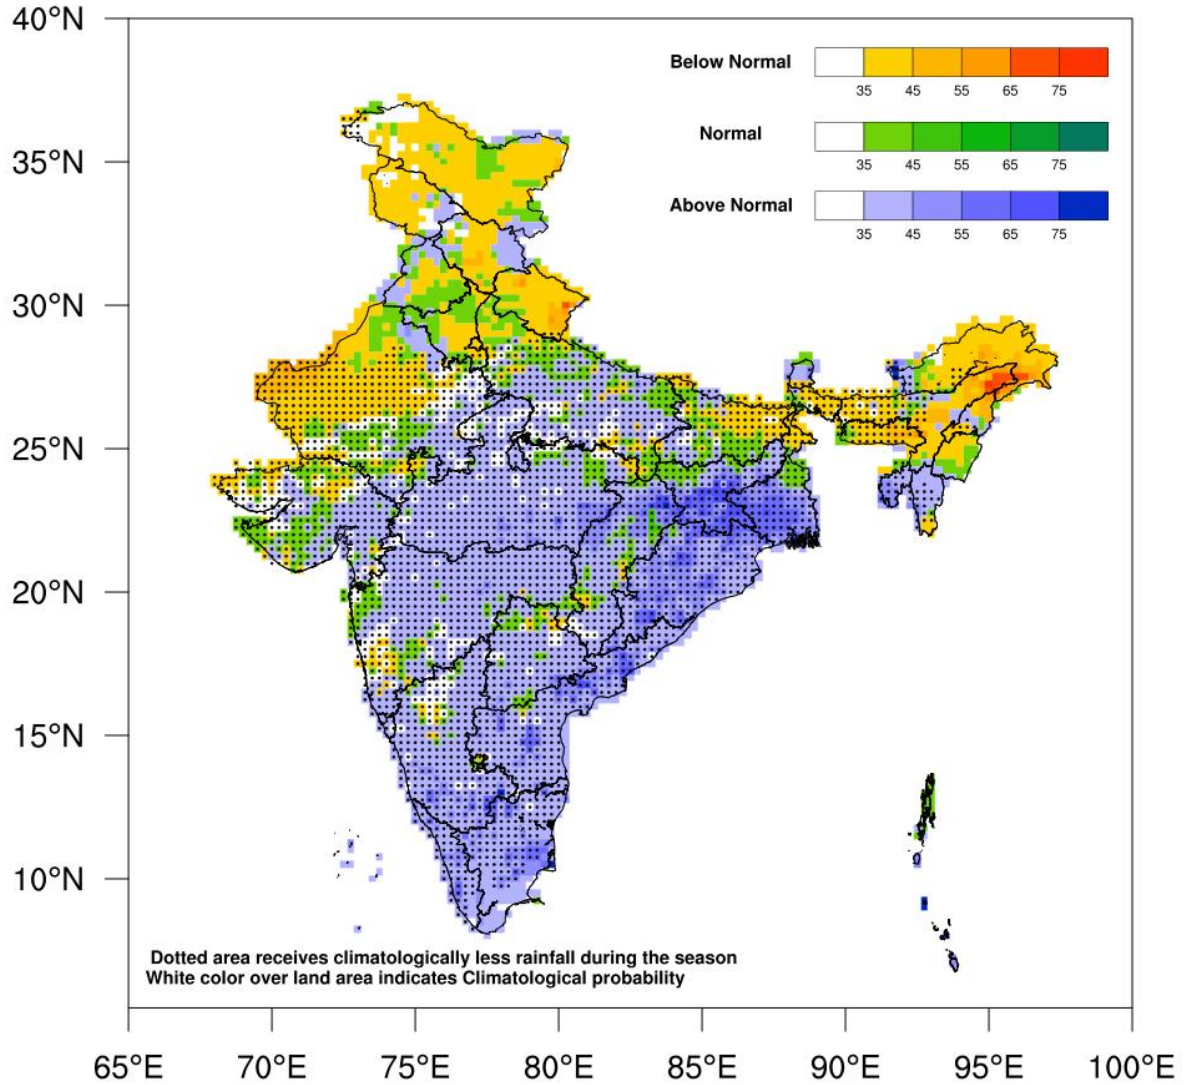 40°N
Below Normal
35 45 55 65 75
Normal
35 45 55 65 75
35°N
Above Normal
35 45 55 65 75
30°N
25°N
20°N
15°N
10°N
Dotted area receives climatologically less rainfall during the season
White color over land area indicates Climatological probability
65°E 70°E 75°E 80°E 85°E 90°E 95°E 100°E